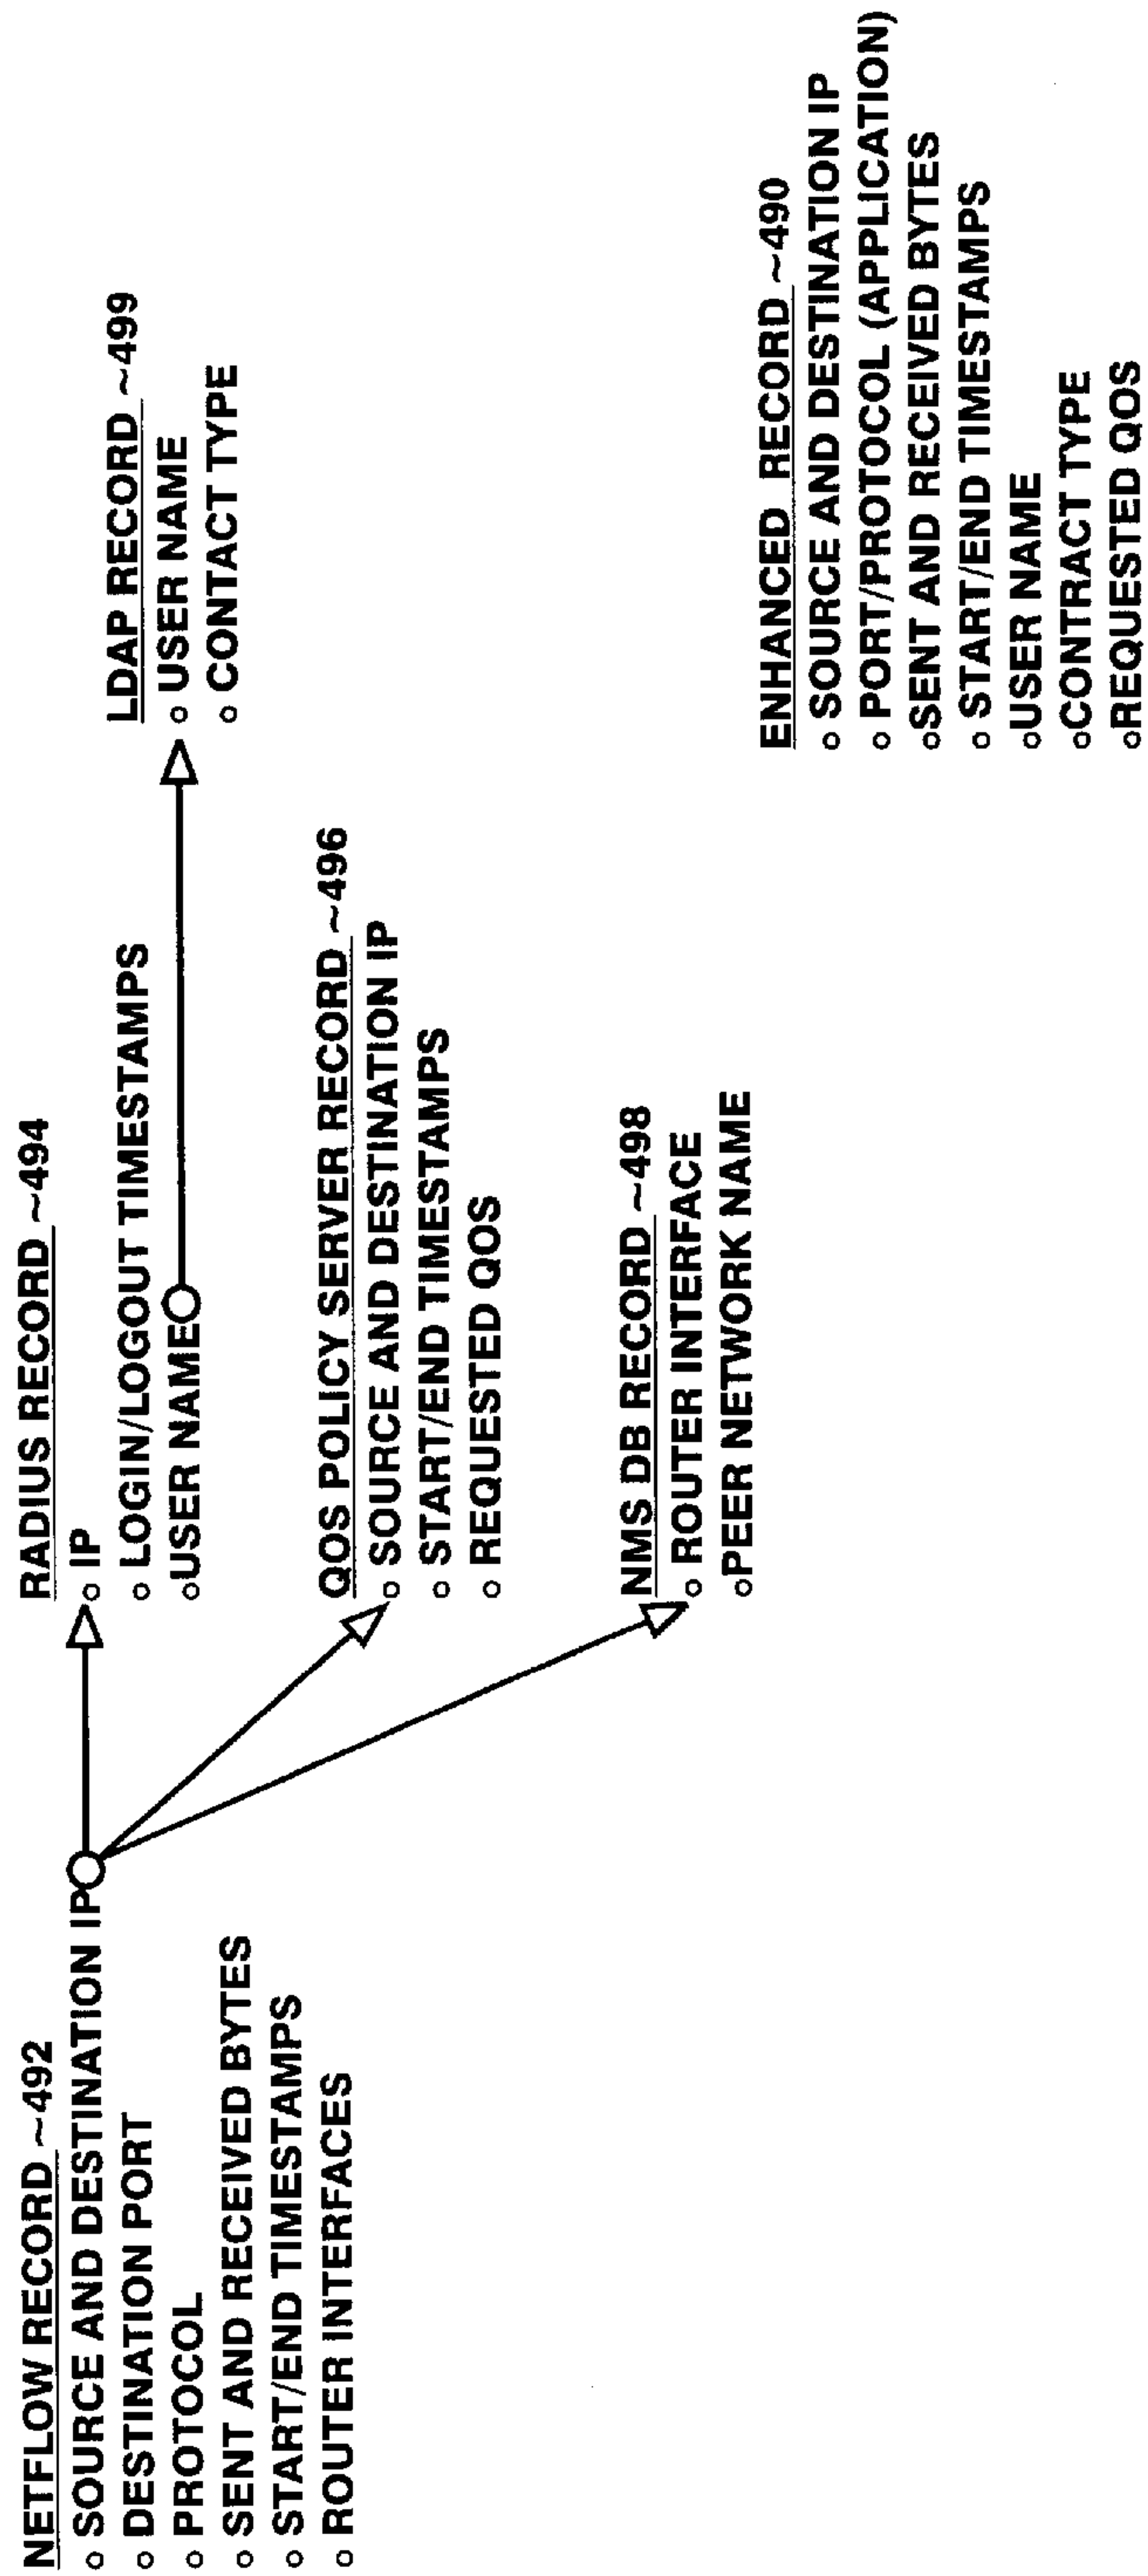 NETFLOW RECORD ~492
○ SOURCE AND DESTINATION IP
○ DESTINATION PORT
○ PROTOCOL
○ SENT AND RECEIVED BYTES
○ START/END TIMESTAMPS
○ ROUTER INTERFACES
RADIUS RECORD ~494
○ IP
○ LOGIN/LOGOUT TIMESTAMPS
○USER NAME
QOS POLICY SERVER RECORD ~496
○ SOURCE AND DESTINATION IP
○ START/END TIMESTAMPS
○ REQUESTED QOS
NMS DB RECORD ~498
○ ROUTER INTERFACE
○PEER NETWORK NAME
LDAP RECORD ~499
○ USER NAME
○ CONTACT TYPE
ENHANCED RECORD ~490
○ SOURCE AND DESTINATION IP
○ PORT/PROTOCOL (APPLICATION)
○SENT AND RECEIVED BYTES
○ START/END TIMESTAMPS
○USER NAME
○CONTRACT TYPE
○REQUESTED QOS